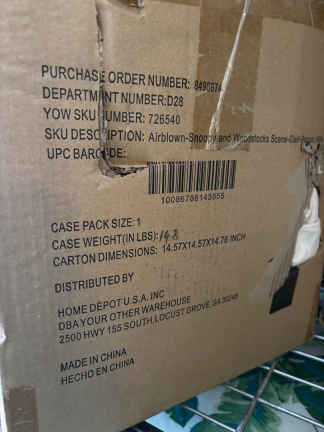 PURCHASE ORDER NUMBER:
DEPARTMENT NUMBER:D28
YOW SKU NUMBER: 726540
SKU DESCRIPTION: Airblown-Snoopy and Woodstocks Scene-
UPC BARCODE:
10086786143955
CASE PACK SIZE: 1
CASE WEIGHT(IN LBS):
CARTON DIMENSIONS: 14.57X14.57X14.76 INCH
DISTRIBUTED BY
HOME DEPOT U.S.A. INC
DBA YOUR OTHER WAREHOUSE
2500 HWY 155 SOUTH, LOCUST GROVE, GA 30248
MADE IN CHINA
HECHO EN CHINA